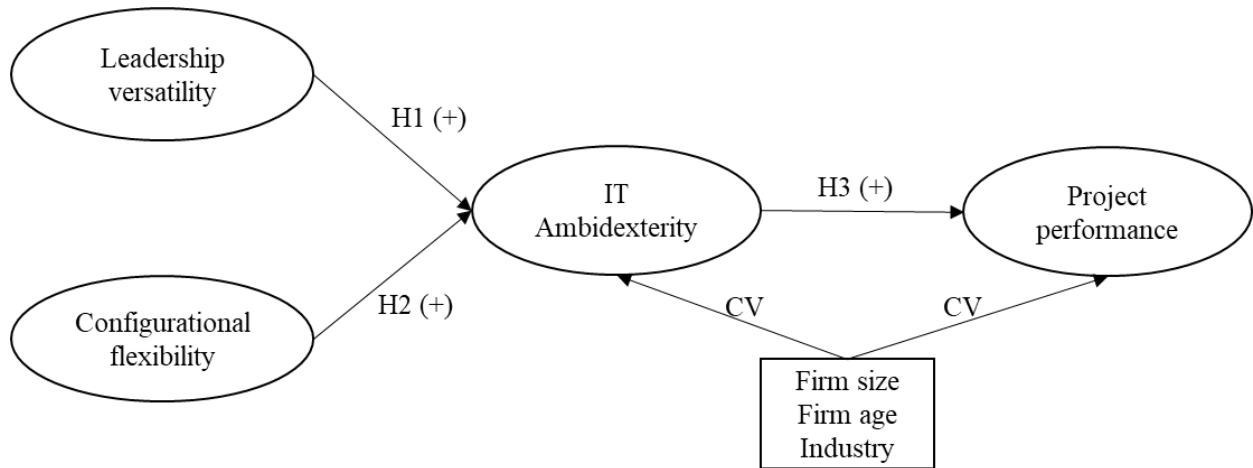 Leadership
versatility
H1 (+)
IT
Ambidexterity
H3 (+)
Project
performance
H2 (+)
Configurational
flexibility
CV
CV
Firm size
Firm age
Industry